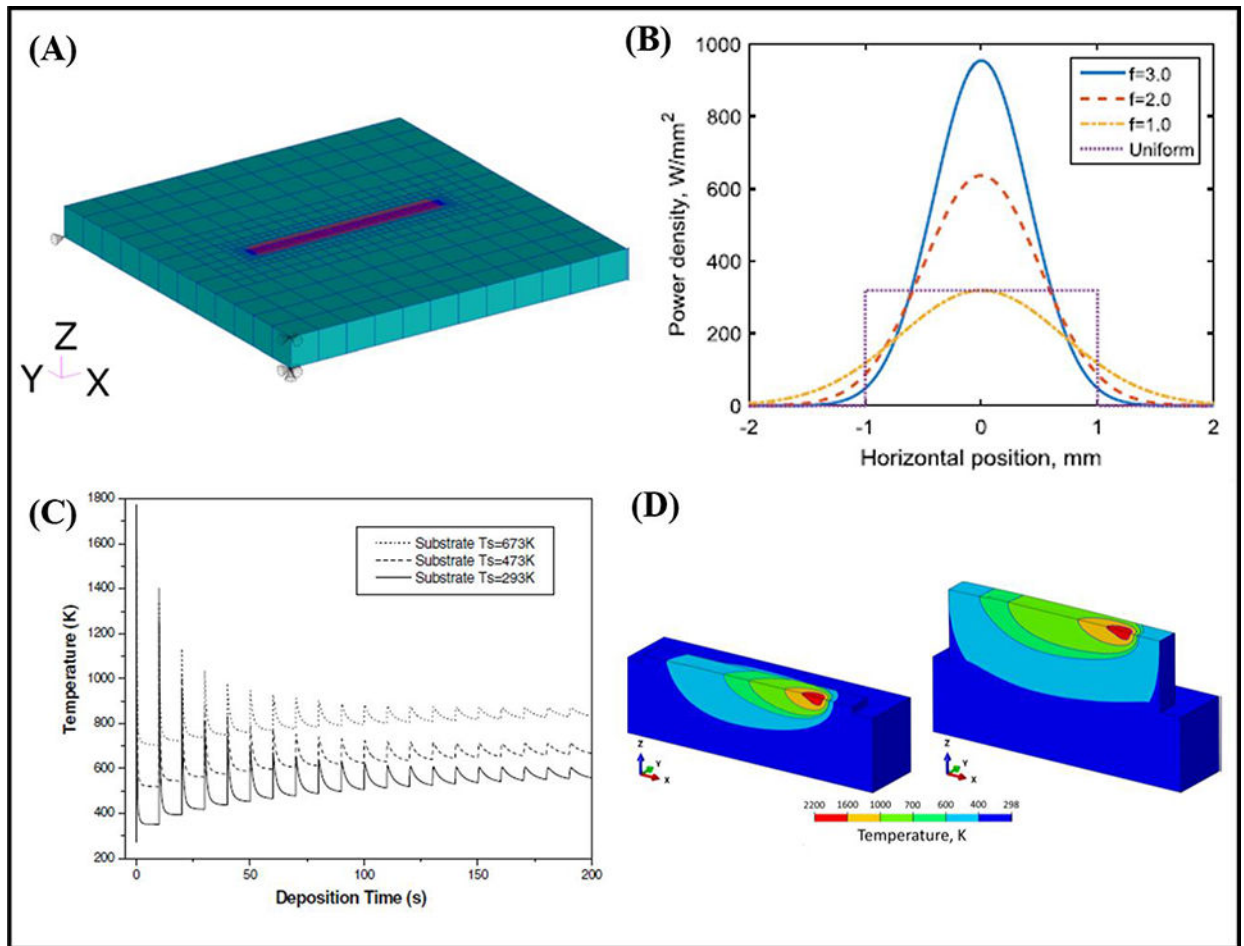 (A)
Z
Y X
(B)
1000
800
600
400
200
0
Power density, W/mm²
f=3.0
f=2.0
f=1.0
Uniform
-2 -1 0 1 2
Horizontal position, mm
(C)
1800
1600
1400
1200
1000
800
600
400
200
Temperature (K)
Substrate Ts=673K
Substrate Ts=473K
Substrate Ts=293K
0 50 100 150 200
Deposition Time (s)
(D)
Z
Y
X
Z
Y
X
2200 1600 1000 700 600 400 298
Temperature, K